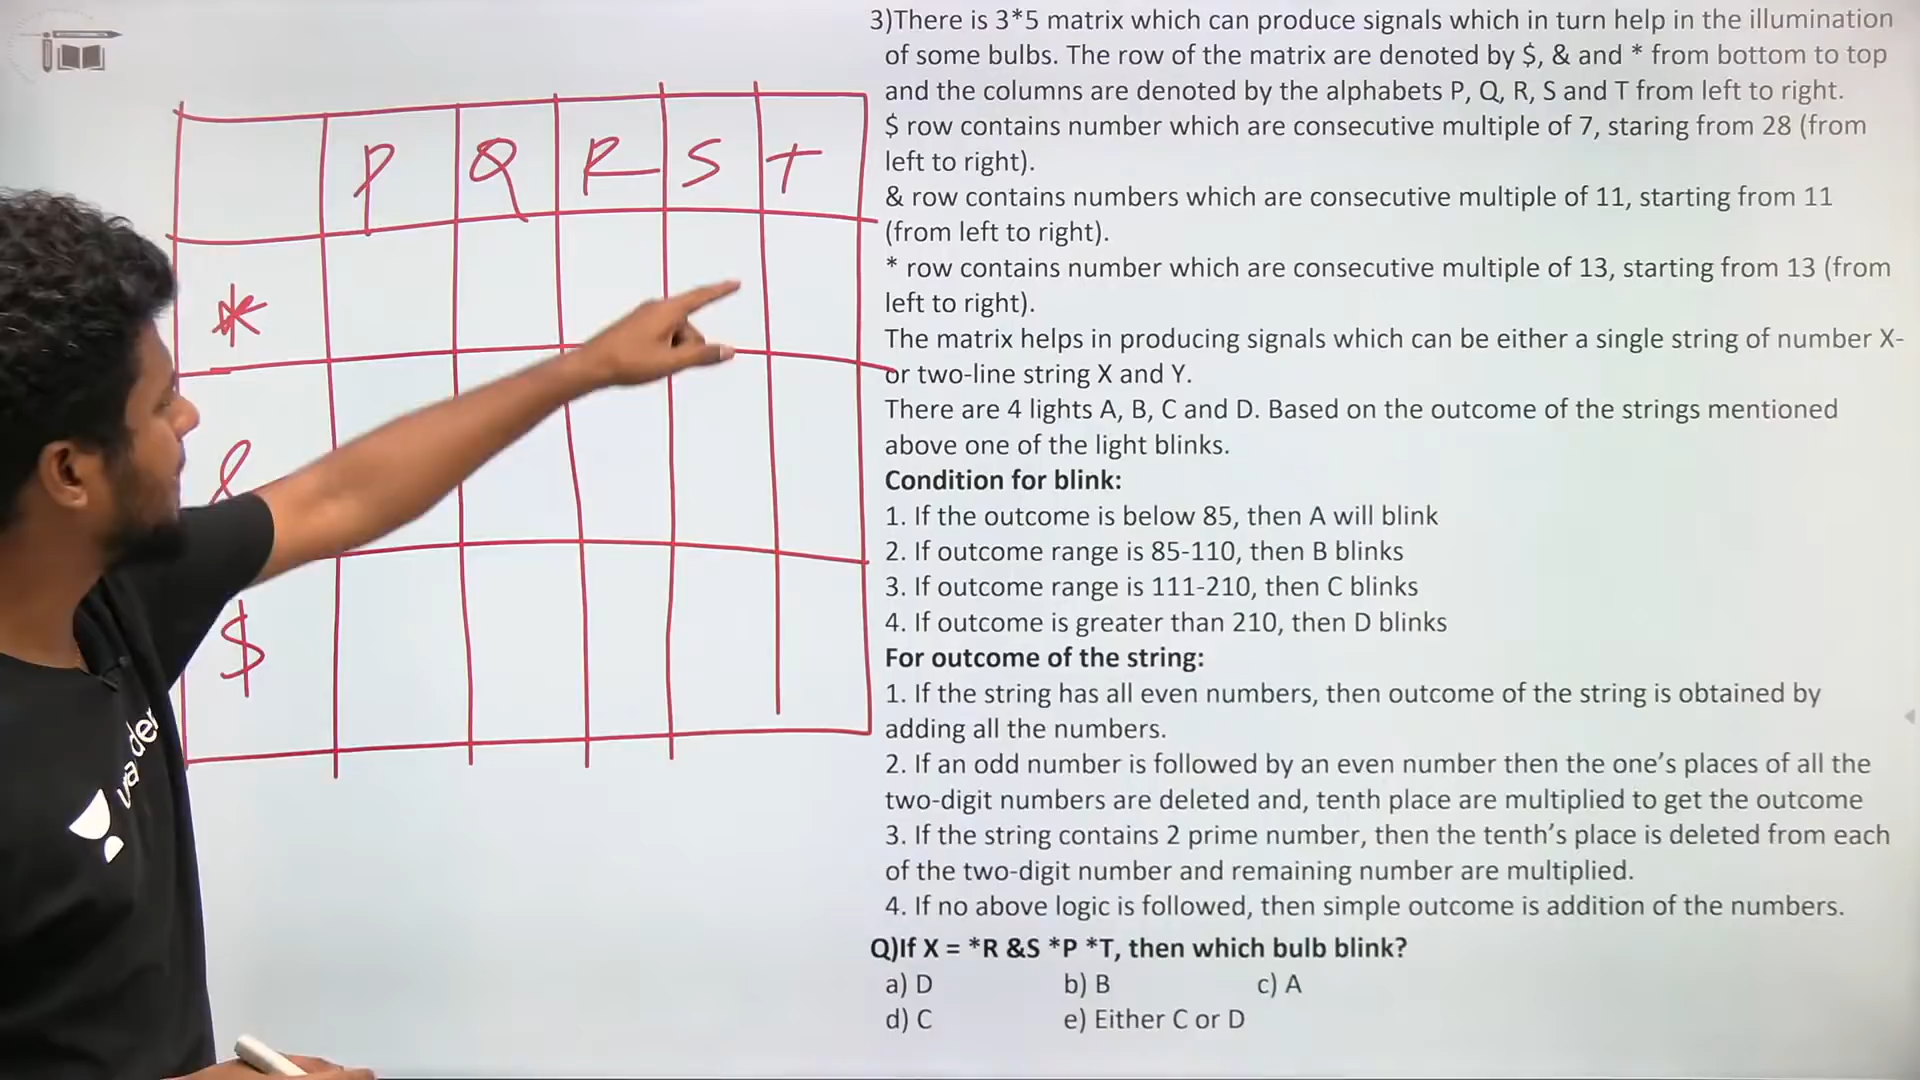 3)There is 3*5 matrix which can produce signals which in turn help in the illumination
of some bulbs. The row of the matrix are denoted by $, & and * from bottom to top
and the columns are denoted by the alphabets P, Q, R, S and T from left to right.
$ row contains number which are consecutive multiple of 7, staring from 28 (from
left to right).
& row contains numbers which are consecutive multiple of 11, starting from 11
(from left to right).
* row contains number which are consecutive multiple of 13, starting from 13 (from
left to right).
The matrix helps in producing signals which can be either a single string of number X-
or two-line string X and Y.
There are 4 lights A, B, C and D. Based on the outcome of the strings mentioned
above one of the light blinks.
Condition for blink:
1. If the outcome is below 85, then A will blink
2. If outcome range is 85-110, then B blinks
3. If outcome range is 111-210, then C blinks
4. If outcome is greater than 210, then D blinks
For outcome of the string:
1. If the string has all even numbers, then outcome of the string is obtained by
adding all the numbers.
2. If an odd number is followed by an even number then the one's places of all the
two-digit numbers are deleted and, tenth place are multiplied to get the outcome
3. If the string contains 2 prime number, then the tenth's place is deleted from each
of the two-digit number and remaining number are multiplied.
4. If no above logic is followed, then simple outcome is addition of the numbers.
Q)If X = *R &S *P *T, then which bulb blink?
a) D b) B c) A
d) C e) Either C or D
P Q R S T
*
&
$